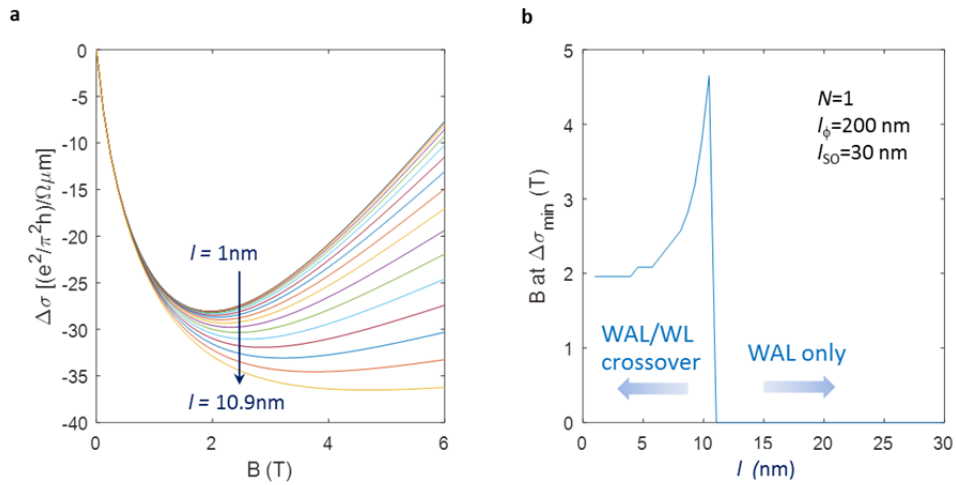 a
Δσ [(e²/π²h)/Ωμm]
0
-5
-10
-15
-20
-25
-30
-35
-40
l = 1nm
l = 10.9nm
0
2
4
6
B (T)
b
B at Δσmin (T)
5
4
3
2
1
0
N=1
lϕ=200 nm
lSO=30 nm
WAL/WL
crossover
WAL only
0
5
10
15
20
25
30
l (nm)